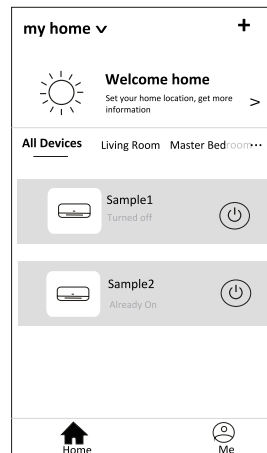 my home
+
Welcome home
Set your home location, get more
information
>
All Devices Living Room Master Bedroom...
Sample1
Turned off
Sample2
Already On
Home Me